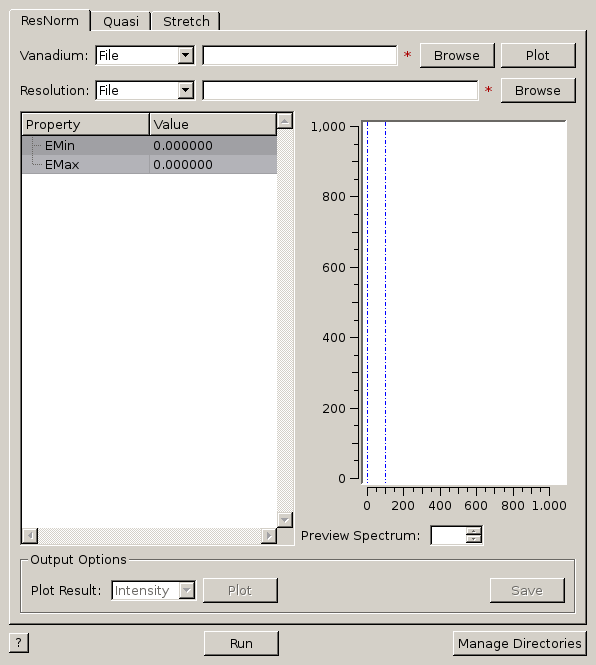 ResNorm Quasi Stretch
Vanadium: File * Browse Plot
Resolution: File * Browse
Property Value
EMin 0.000000
EMax 0.000000
1,000
800
600
400
200
0
0 200 400 600 800 1.000
Preview Spectrum:
Output Options
Plot Result: Intensity Plot Save
? Run Manage Directories